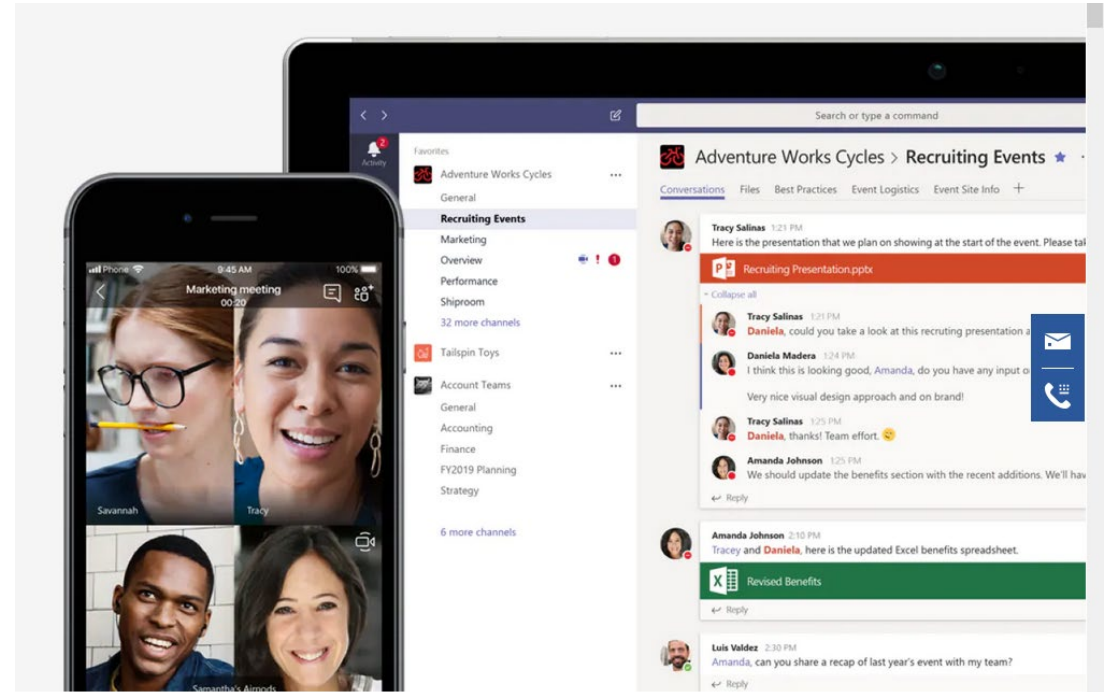 Search or type a command
2
Activity
Favorites
Adventure Works Cycles
General
Recruiting Events
Marketing
Overview
! 1
Performance
Shiproom
32 more channels
Tailspin Toys
Account Teams
General
Accounting
Finance
FY2019 Planning
Strategy
6 more channels
Adventure Works Cycles > Recruiting Events
Conversations Files Best Practices Event Logistics Event Site Info +
Tracy Salinas 1:21 PM
Here is the presentation that we plan on showing at the start of the event. Please tak
Recruiting Presentation.pptx
Collapse all
Tracy Salinas 1:21 PM
Daniela, could you take a look at this recruting presentation a
Daniela Madera 1:24 PM
I think this is looking good, Amanda, do you have any input o
Very nice visual design approach and on brand!
Tracy Salinas 1:25 PM
Daniela, thanks! Team effort.
Amanda Johnson 1:25 PM
We should update the benefits section with the recent additions. We'll hav
Reply
Amanda Johnson 2:10 PM
Tracey and Daniela, here is the updated Excel benefits spreadsheet.
Revised Benefits
Reply
Luis Valdez 2:30 PM
Amanda, can you share a recap of last year's event with my team?
Reply
Phone 9:45 AM 100%
Marketing meeting
00:20
Savannah
Tracy
Samantha's Airpods